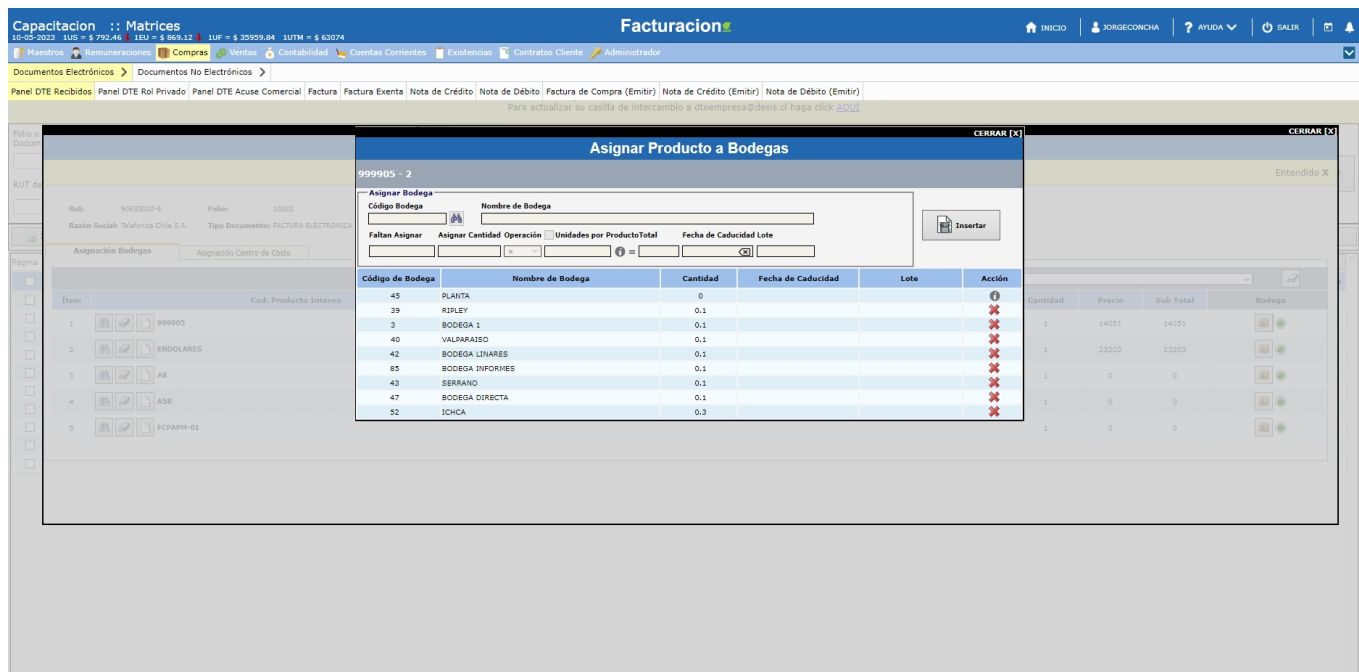 Capacitacion :: Matrices
10-05-2023 1US = $ 792.46 1EU = $ 869.12 1UF = $ 35959.84 1UTM = $ 63074
Facturacion
INICIO JORGECONCHA ? AYUDA SALIR
Maestros Remuneraciones Compras Ventas Contabilidad Cuentas Corrientes Existencias Contratos Cliente Administrador
Documentos Electrónicos Documentos No Electrónicos
Panel DTE Recibidos Panel DTE Rol Privado Panel DTE Acuse Comercial Factura Factura Exenta Nota de Crédito Nota de Débito Factura de Compra (Emitir) Nota de Crédito (Emitir) Nota de Débito (Emitir)
Para actualizar su casilla de intercambio a dteempresa@desis.cl haga click AQUI
Folio o
Docum
RUT de
Página
CERRAR [X]
Entendido X
Rut: 90635000-9 Folio: 10002
Razón Social: Telefonica Chile S.A. Tipo Documento: FACTURA ELECTRONICA
Asignación Bodegas Asignación Centro de Costo
Ítem Cod. Producto Interno Cantidad Precio Sub Total Bodega
1 999905 1 14051 14051
2 ENDOLARES 1 23202 23202
3 A8 1 0 0
4 A58 1 0 0
5 FCPAPM-01 1 0 0
CERRAR [X]
Asignar Producto a Bodegas
999905 - 2
Asignar Bodega
Código Bodega Nombre de Bodega
Faltan Asignar Asignar Cantidad Operación Unidades por Producto Total Fecha de Caducidad Lote
x =
Insertar
Código de Bodega Nombre de Bodega Cantidad Fecha de Caducidad Lote Acción
45 PLANTA 0
39 RIPLEY 0.1
3 BODEGA 1 0.1
40 VALPARAISO 0.1
42 BODEGA LINARES 0.1
85 BODEGA INFORMES 0.1
43 SERRANO 0.1
47 BODEGA DIRECTA 0.1
52 ICHCA 0.3